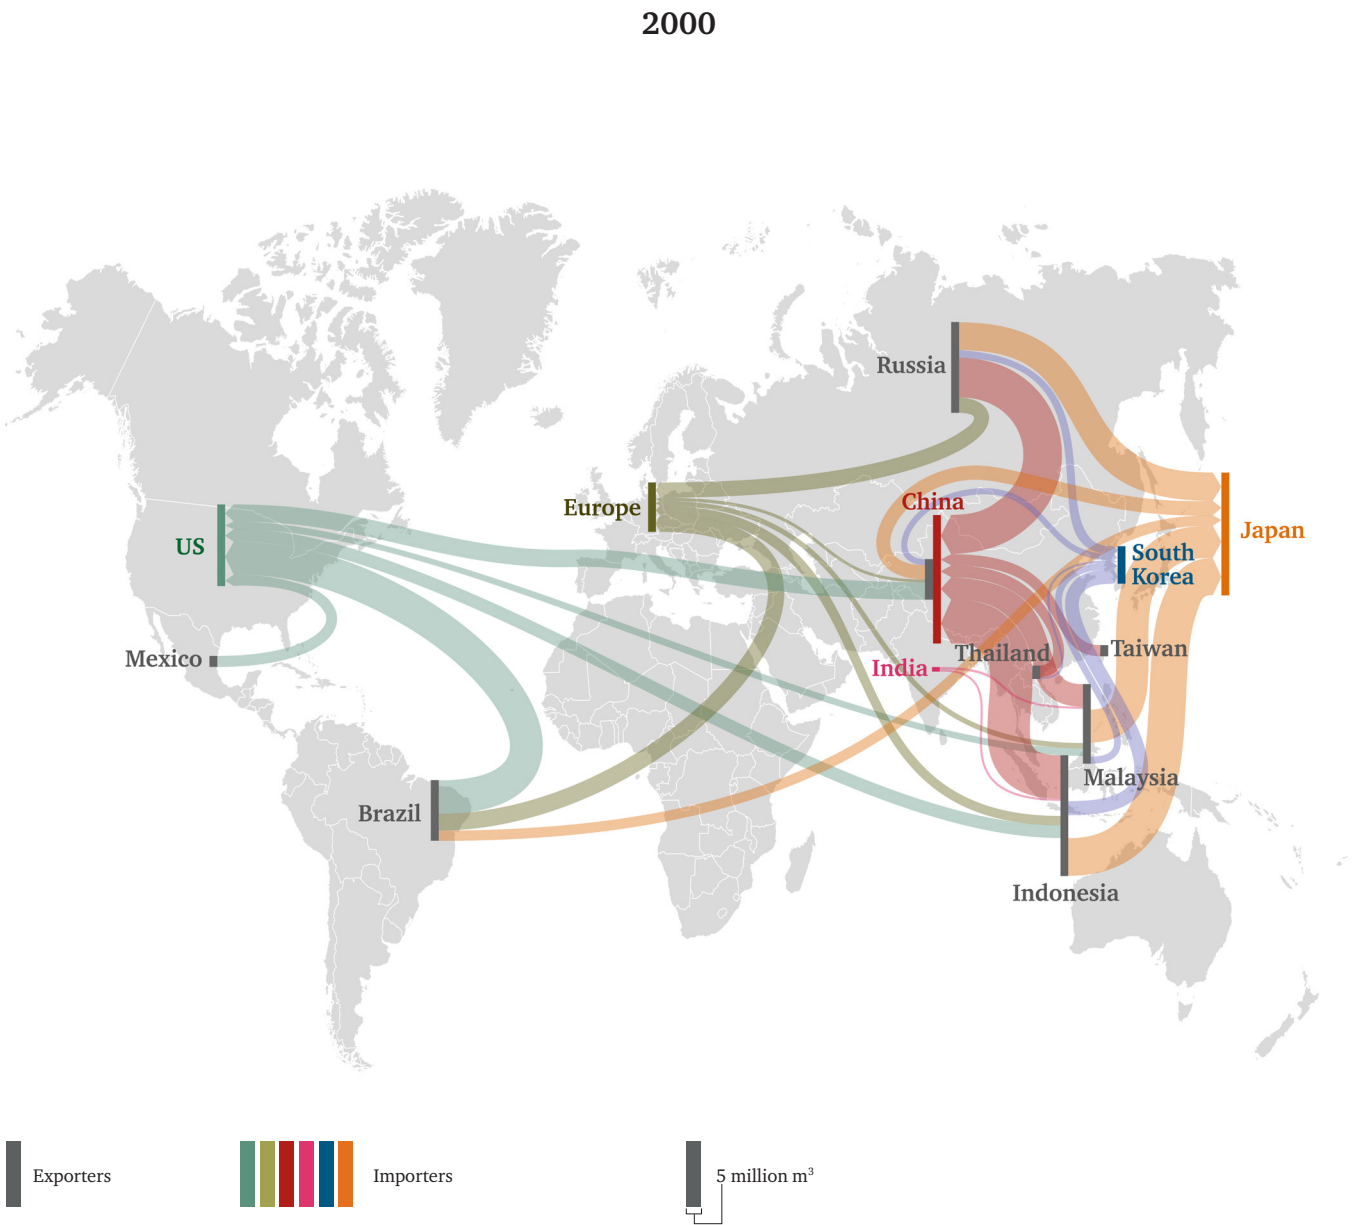 2000
Russia
China
Europe
US
Japan
South
Korea
Mexico
Thailand
Taiwan
India
Malaysia
Brazil
Indonesia
Exporters
Importers
5 million m³